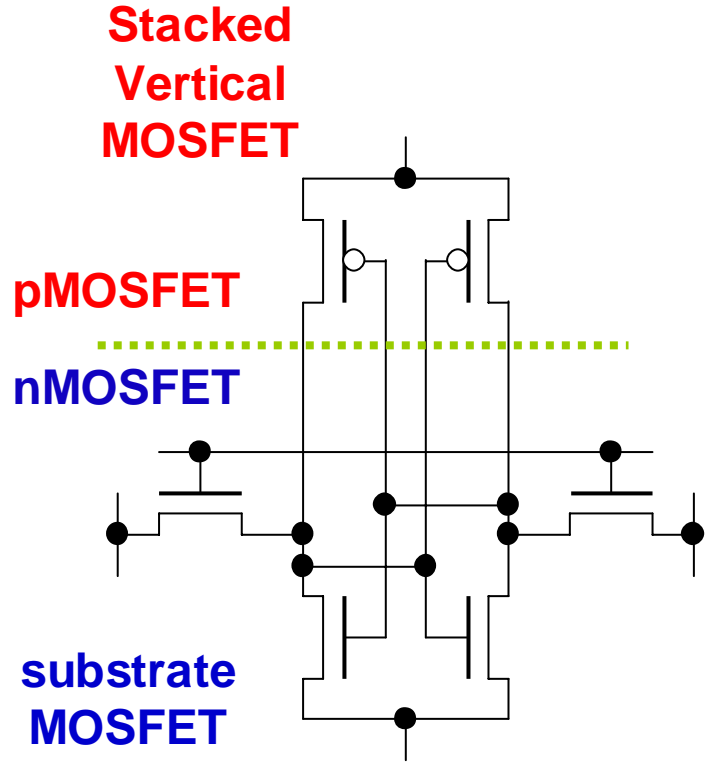 Stacked
Vertical
MOSFET
pMOSFET
nMOSFET
substrate
MOSFET